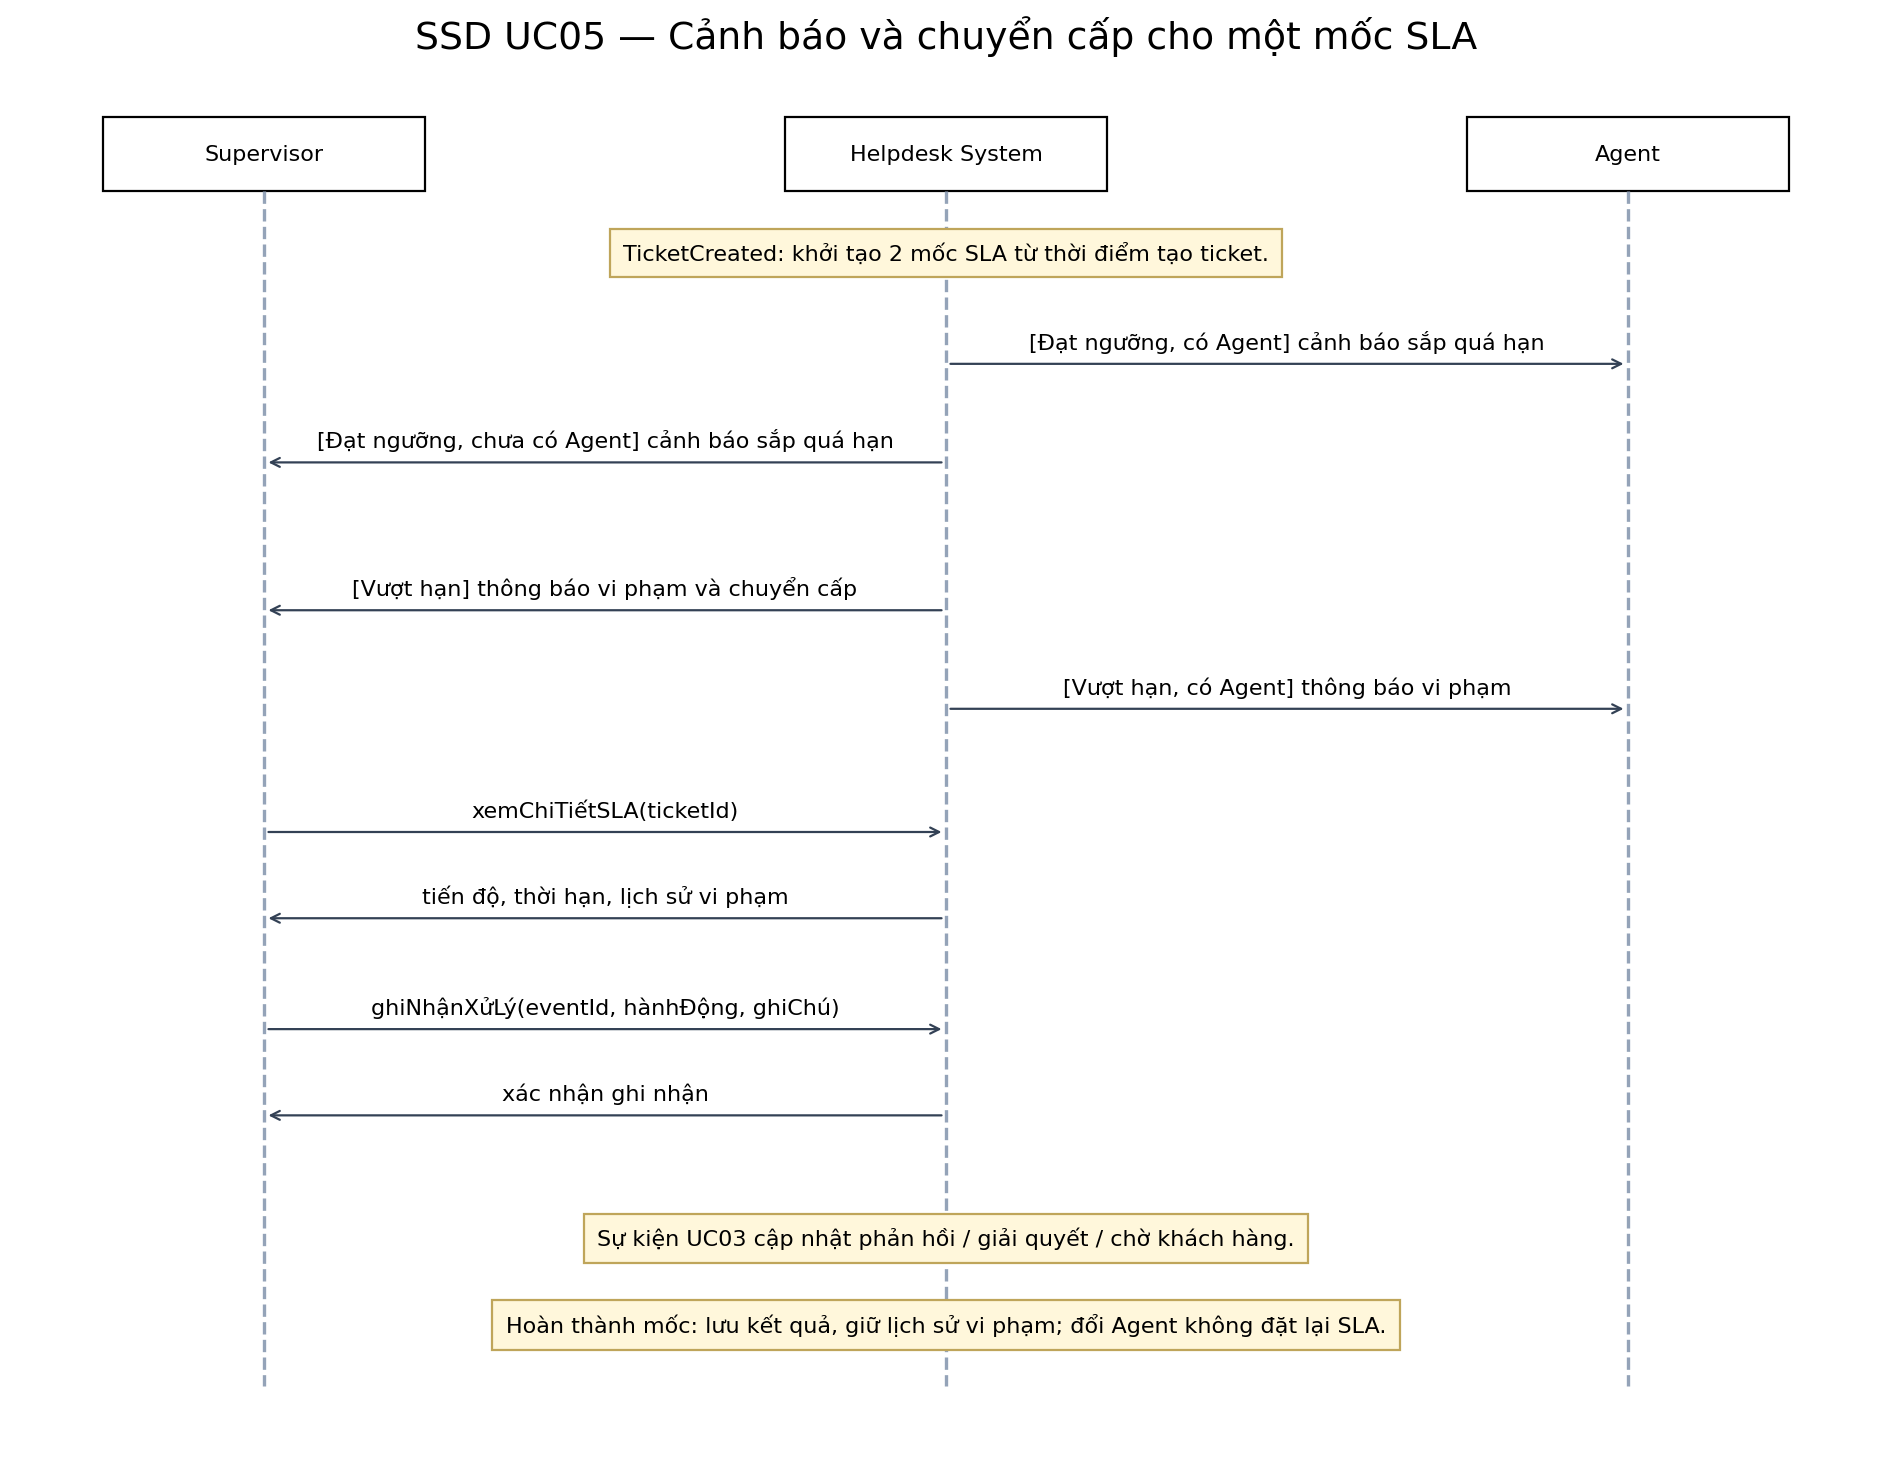 SSD UC05 — Cảnh báo và chuyển cấp cho một mốc SLA
Supervisor
Helpdesk System
Agent
TicketCreated: khởi tạo 2 mốc SLA từ thời điểm tạo ticket.
[Đạt ngưỡng, có Agent] cảnh báo sắp quá hạn
[Đạt ngưỡng, chưa có Agent] cảnh báo sắp quá hạn
[Vượt hạn] thông báo vi phạm và chuyển cấp
[Vượt hạn, có Agent] thông báo vi phạm
xemChiTiếtSLA(ticketId)
tiến độ, thời hạn, lịch sử vi phạm
ghiNhậnXửLý(eventId, hànhĐộng, ghiChú)
xác nhận ghi nhận
Sự kiện UC03 cập nhật phản hồi / giải quyết / chờ khách hàng.
Hoàn thành mốc: lưu kết quả, giữ lịch sử vi phạm; đổi Agent không đặt lại SLA.